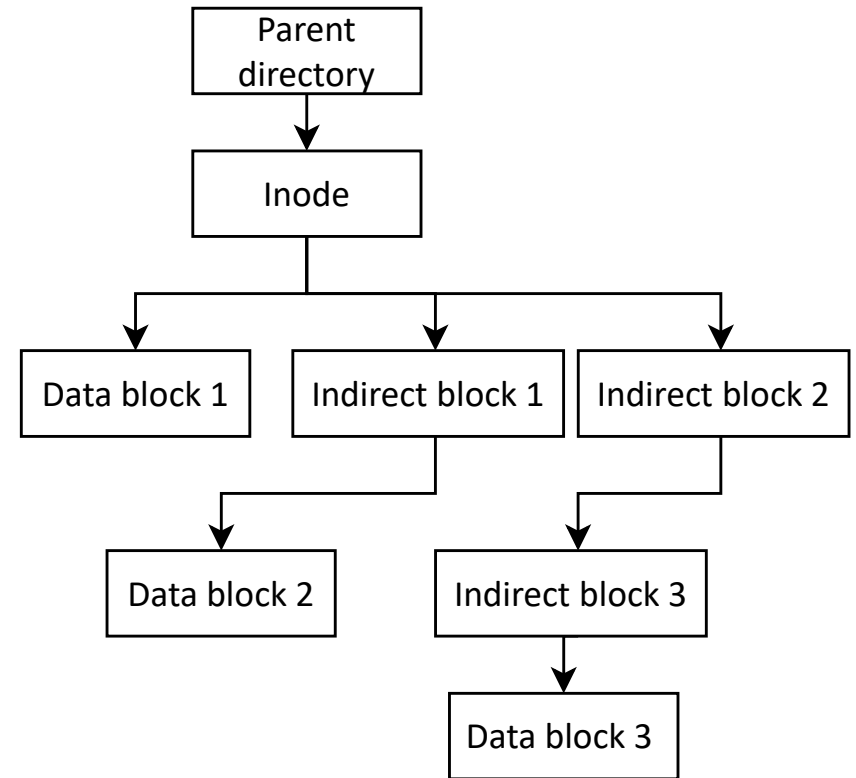 Parent
directory
Inode
Data block 1
Indirect block 1
Indirect block 2
Data block 2
Indirect block 3
Data block 3